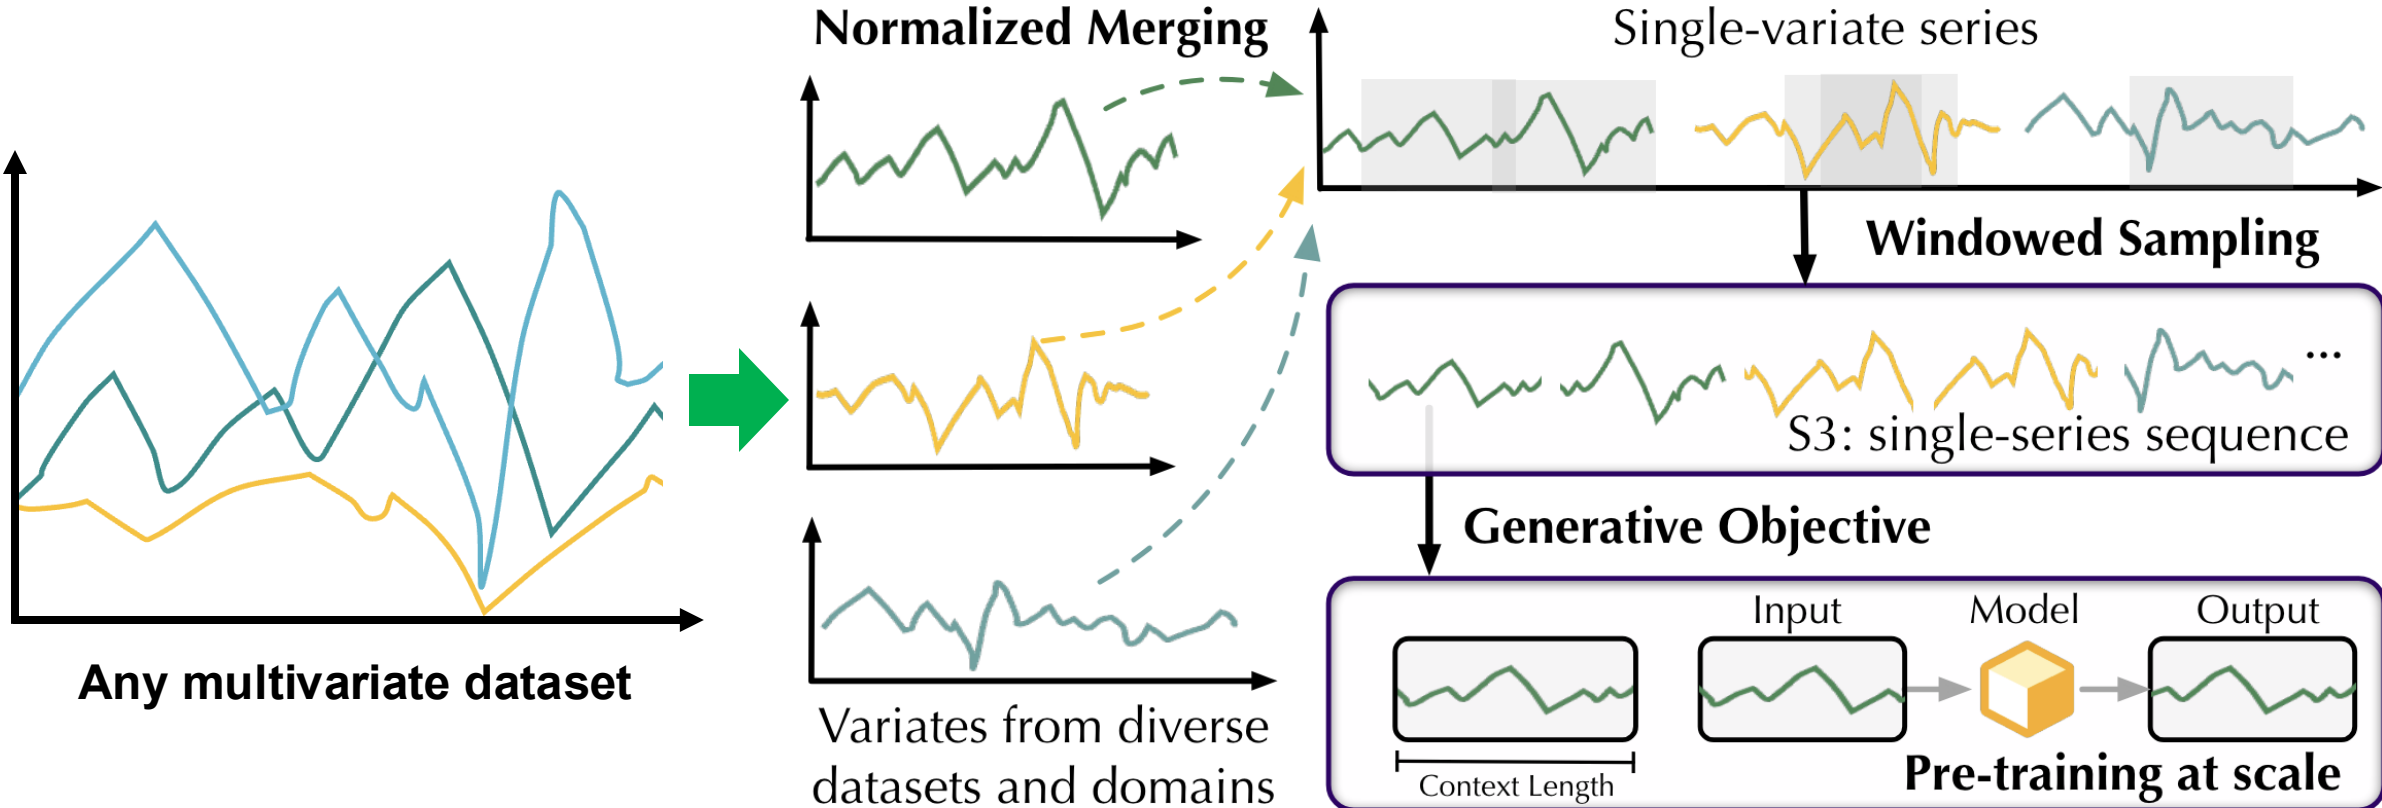 Normalized Merging
Single-variate series
Windowed Sampling
...
S3: single-series sequence
Generative Objective
Any multivariate dataset
Variates from diverse
datasets and domains
Input
Model
Output
Context Length
Pre-training at scale